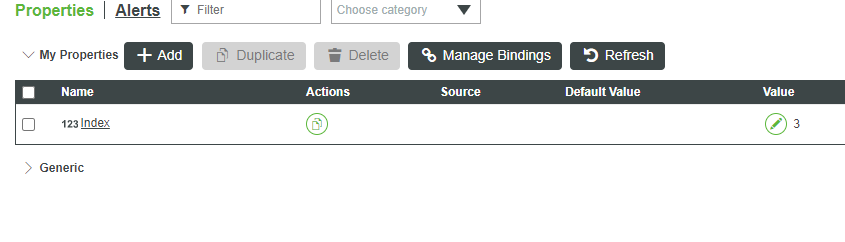 Properties | Alerts Filter Choose category
My Properties Add Duplicate Delete Manage Bindings Refresh
Name Actions Source Default Value Value
123 Index 3
Generic